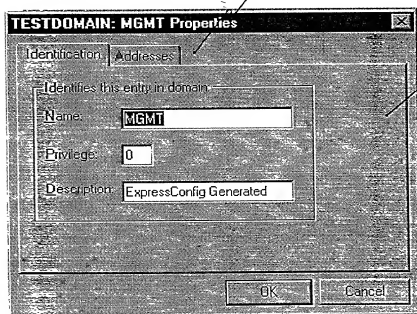 TESTDOMAIN: MGMT Properties
Identification Addresses
Identifies this entry in domain
Name: MGMT
Privilege: 0
Description: ExpressConfig Generated
OK Cancel